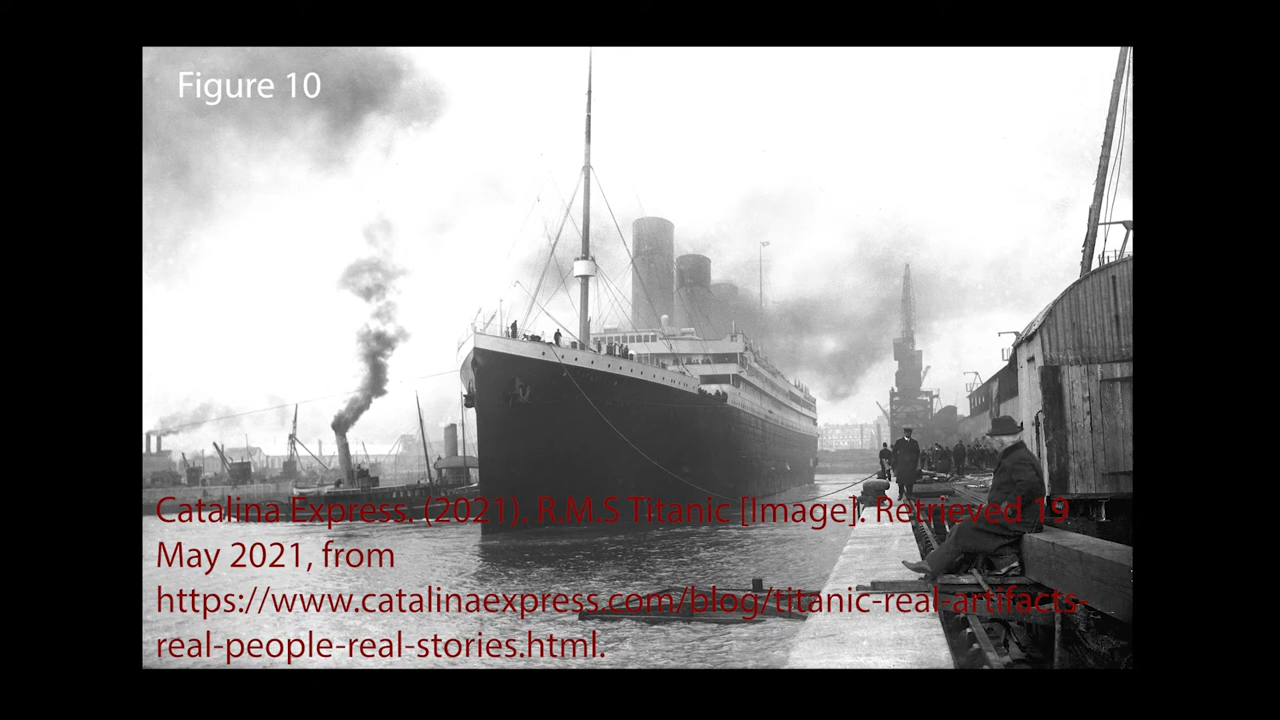 Figure 10
Catalina Express. (2021). R.M.S Titanic [Image]. Retrieved 19
May 2021, from
https://www.catalinaexpress.com/blog/titanic-real-artifacts-
real-people-real-stories.html.